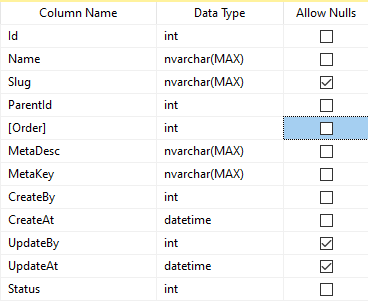 Column Name Data Type Allow Nulls
Id int
Name nvarchar(MAX)
Slug nvarchar(MAX)
ParentId int
[Order] int
MetaDesc nvarchar(MAX)
MetaKey nvarchar(MAX)
CreateBy int
CreateAt datetime
UpdateBy int
UpdateAt datetime
Status int